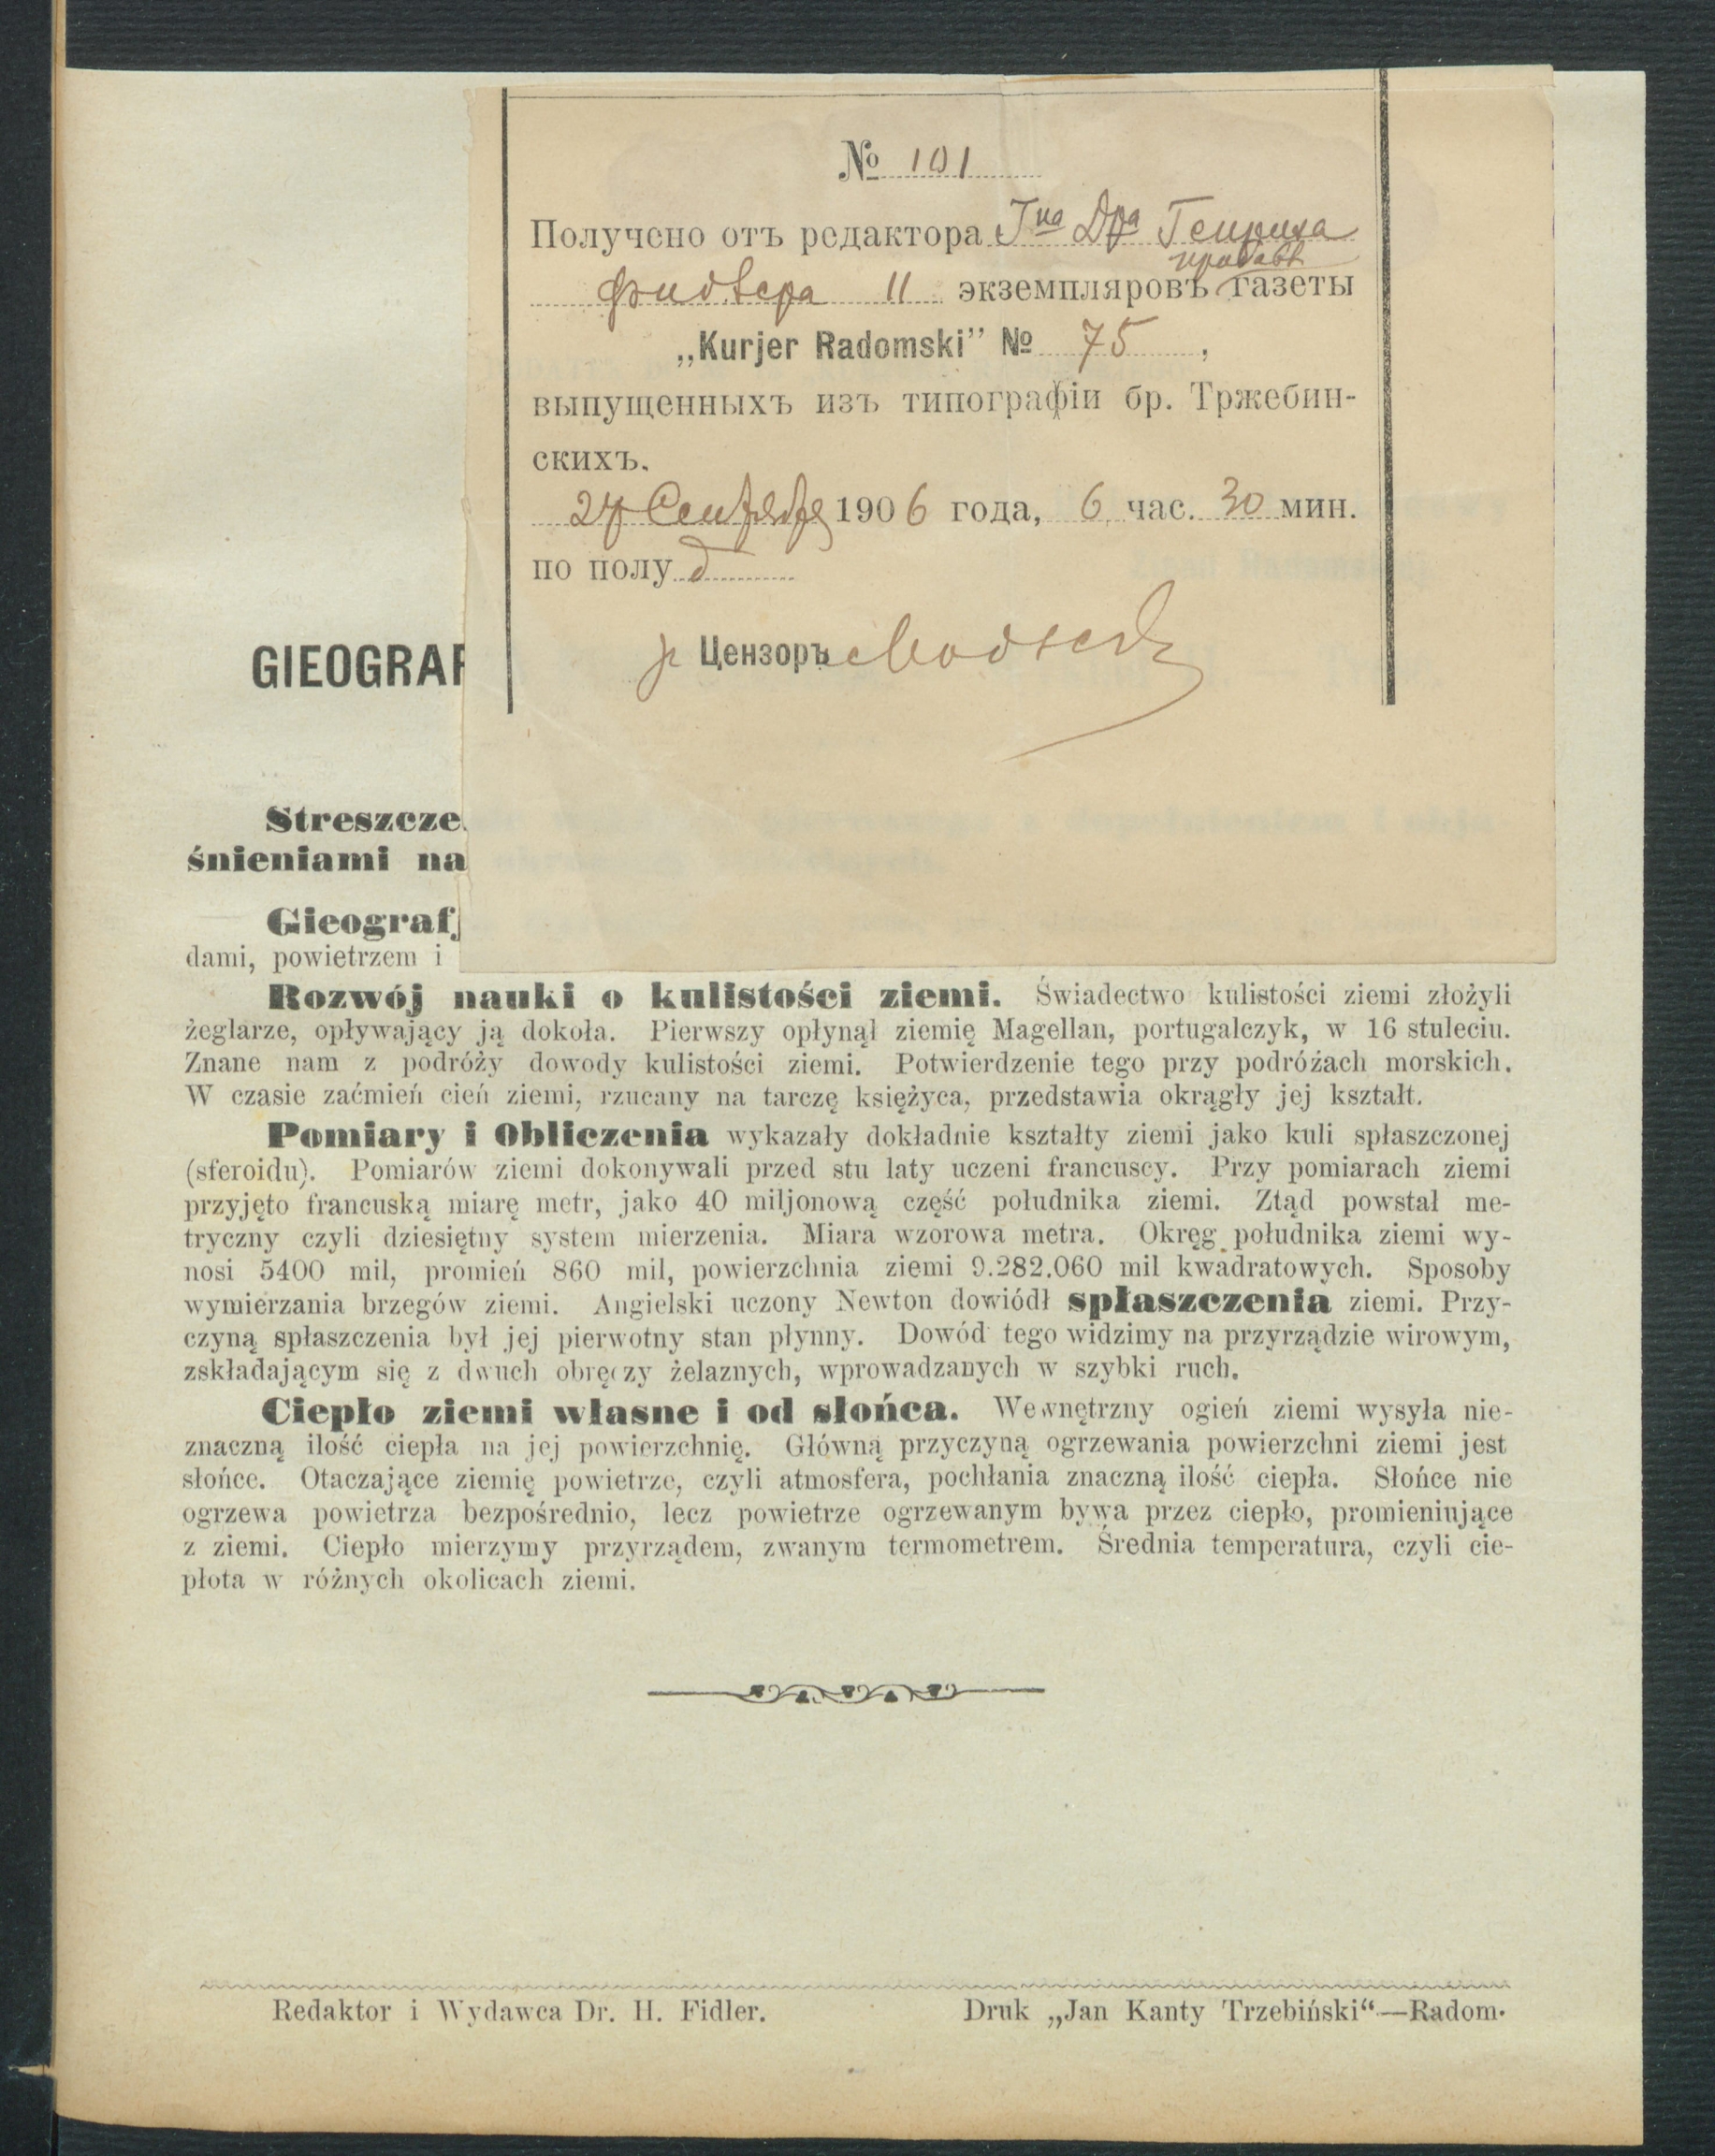 № 101
Получено отъ редактора Гна Дра Генриха
Фидлера 11 экземпляровъ газеты
„Kurjer Radomski” № 75,
выпущенныхъ изъ типографіи бр. Тржебин-
скихъ.
27 Сентября 1906 года, 6 час. 30 мин.
по полуд
Цензоръ
GIEOGRAF
Streszcze
śnieniami na
Gieografj
dami, powietrzem i
Rozwój nauki o kulistości ziemi. Świadectwo kulistości ziemi złożyli
żeglarze, opływający ją dokoła. Pierwszy opłynął ziemię Magellan, portugalczyk, w 16 stuleciu.
Znane nam z podróży dowody kulistości ziemi. Potwierdzenie tego przy podróżach morskich.
W czasie zaćmień cień ziemi, rzucany na tarczę księżyca, przedstawia okrągły jej kształt.
Pomiary i Obliczenia wykazały dokładnie kształty ziemi jako kuli spłaszczonej
(sferoidu). Pomiarów ziemi dokonywali przed stu laty uczeni francuscy. Przy pomiarach ziemi
przyjęto francuską miarę metr, jako 40 miljonową część południka ziemi. Ztąd powstał me-
tryczny czyli dziesiętny system mierzenia. Miara wzorowa metra. Okręg południka ziemi wy-
nosi 5400 mil, promień 860 mil, powierzchnia ziemi 9.282.060 mil kwadratowych. Sposoby
wymierzania brzegów ziemi. Angielski uczony Newton dowiódł spłaszczenia ziemi. Przy-
czyną spłaszczenia był jej pierwotny stan płynny. Dowód tego widzimy na przyrządzie wirowym,
zskładającym się z dwuch obręczy żelaznych, wprowadzanych w szybki ruch.
Ciepło ziemi własne i od słońca. Wewnętrzny ogień ziemi wysyła nie-
znaczną ilość ciepła na jej powierzchnię. Główną przyczyną ogrzewania powierzchni ziemi jest
słońce. Otaczające ziemię powietrze, czyli atmosfera, pochłania znaczną ilość ciepła. Słońce nie
ogrzewa powietrza bezpośrednio, lecz powietrze ogrzewanym bywa przez ciepło, promieniujące
z ziemi. Ciepło mierzymy przyrządem, zwanym termometrem. Średnia temperatura, czyli cie-
płota w różnych okolicach ziemi.
Redaktor i Wydawca Dr. H. Fidler.
Druk „Jan Kanty Trzebiński“—Radom.